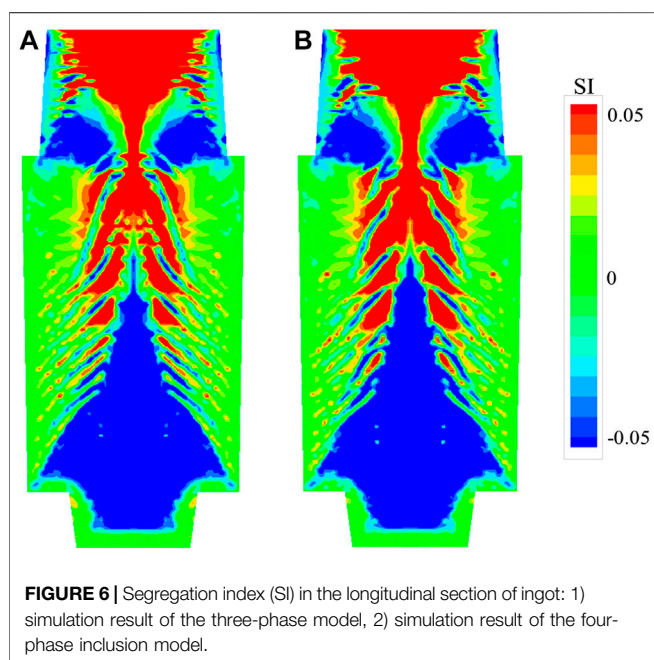 A
B
SI
0.05
0
-0.05
FIGURE 6 | Segregation index (SI) in the longitudinal section of ingot: 1)
simulation result of the three-phase model, 2) simulation result of the four-
phase inclusion model.